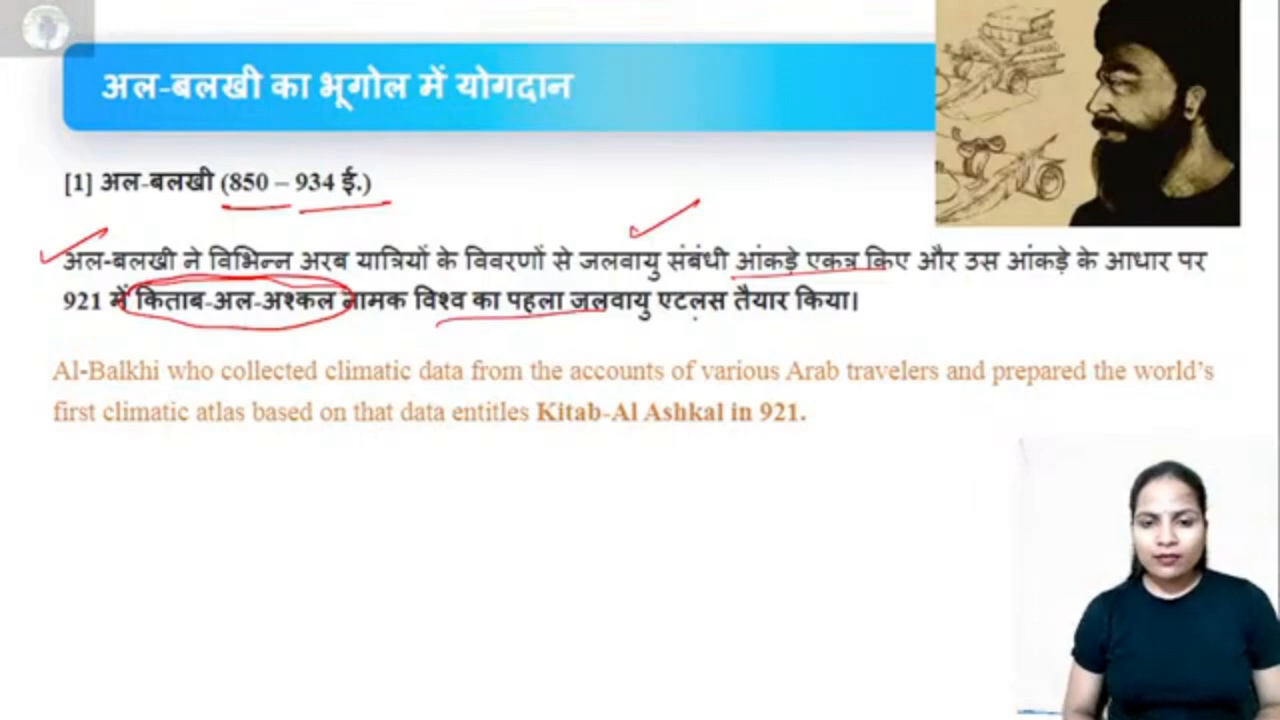 अल-बलखी का भूगोल में योगदान
[1] अल-बलखी (850 – 934 ई.)
अल-बलखी ने विभिन्न अरब यात्रियों के विवरणों से जलवायु संबंधी आंकड़े एकत्र किए और उस आंकड़े के आधार पर
921 में किताब-अल-अश्कल नामक विश्व का पहला जलवायु एटलस तैयार किया।
Al-Balkhi who collected climatic data from the accounts of various Arab travelers and prepared the world's
first climatic atlas based on that data entitles Kitab-Al Ashkal in 921.